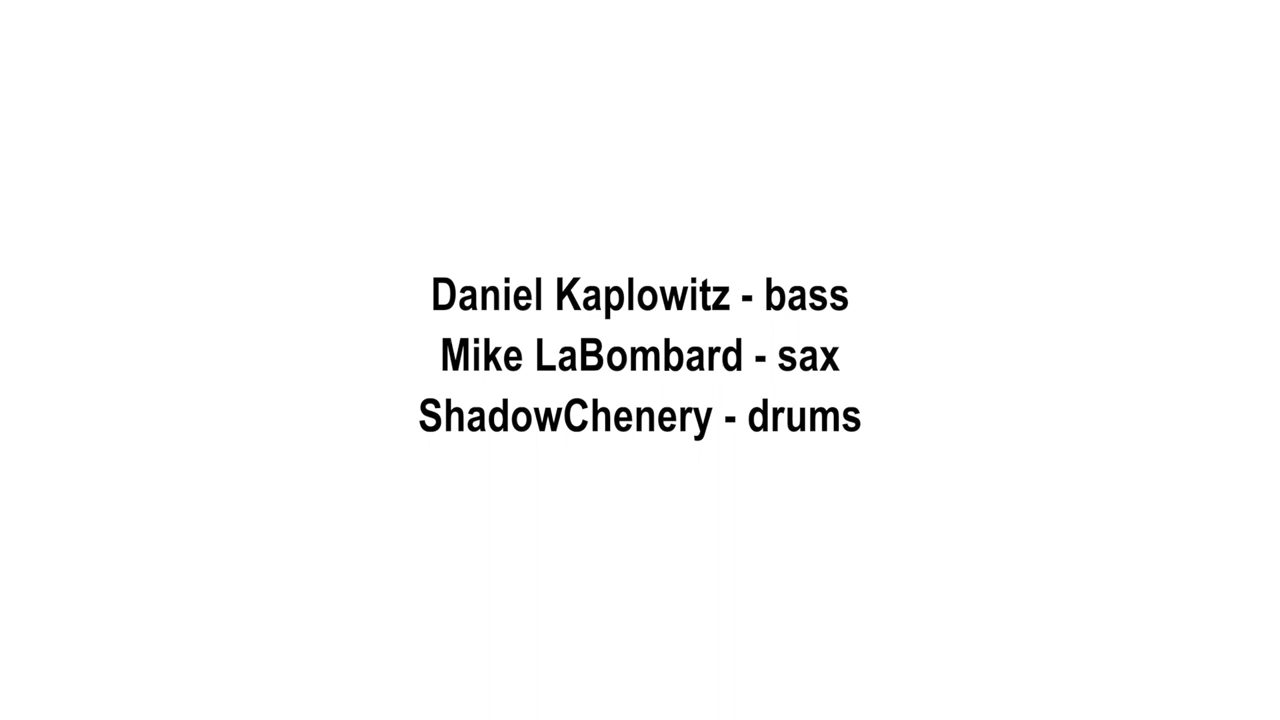 Daniel Kaplowitz - bass
Mike LaBombard - sax
ShadowChenery - drums